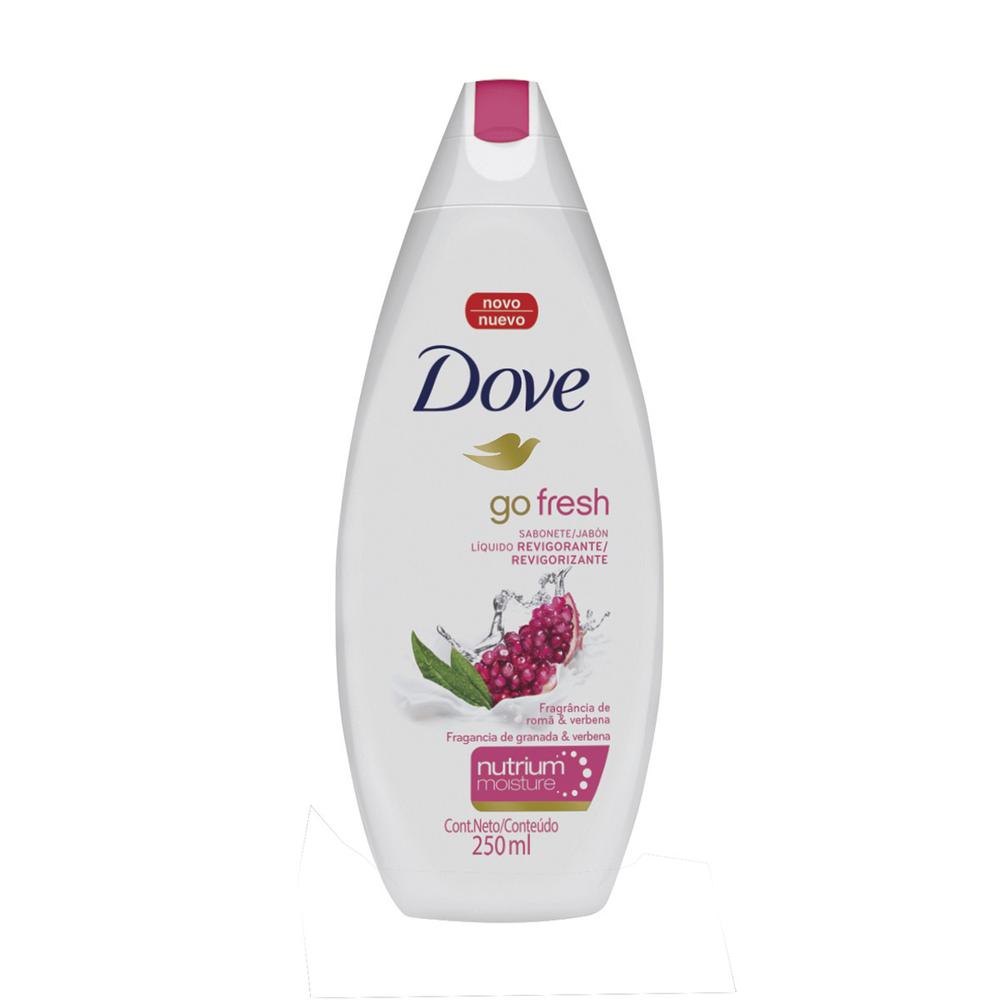 novo
nuevo
Dove
go fresh
SABONETE/JABÓN
LÍQUIDO REVIGORANTE/
REVIGORIZANTE
Fragrância de
romã & verbena
Fragancia de granada & verbena
nutrium
moisture
Cont.Neto/Conteúdo
250ml